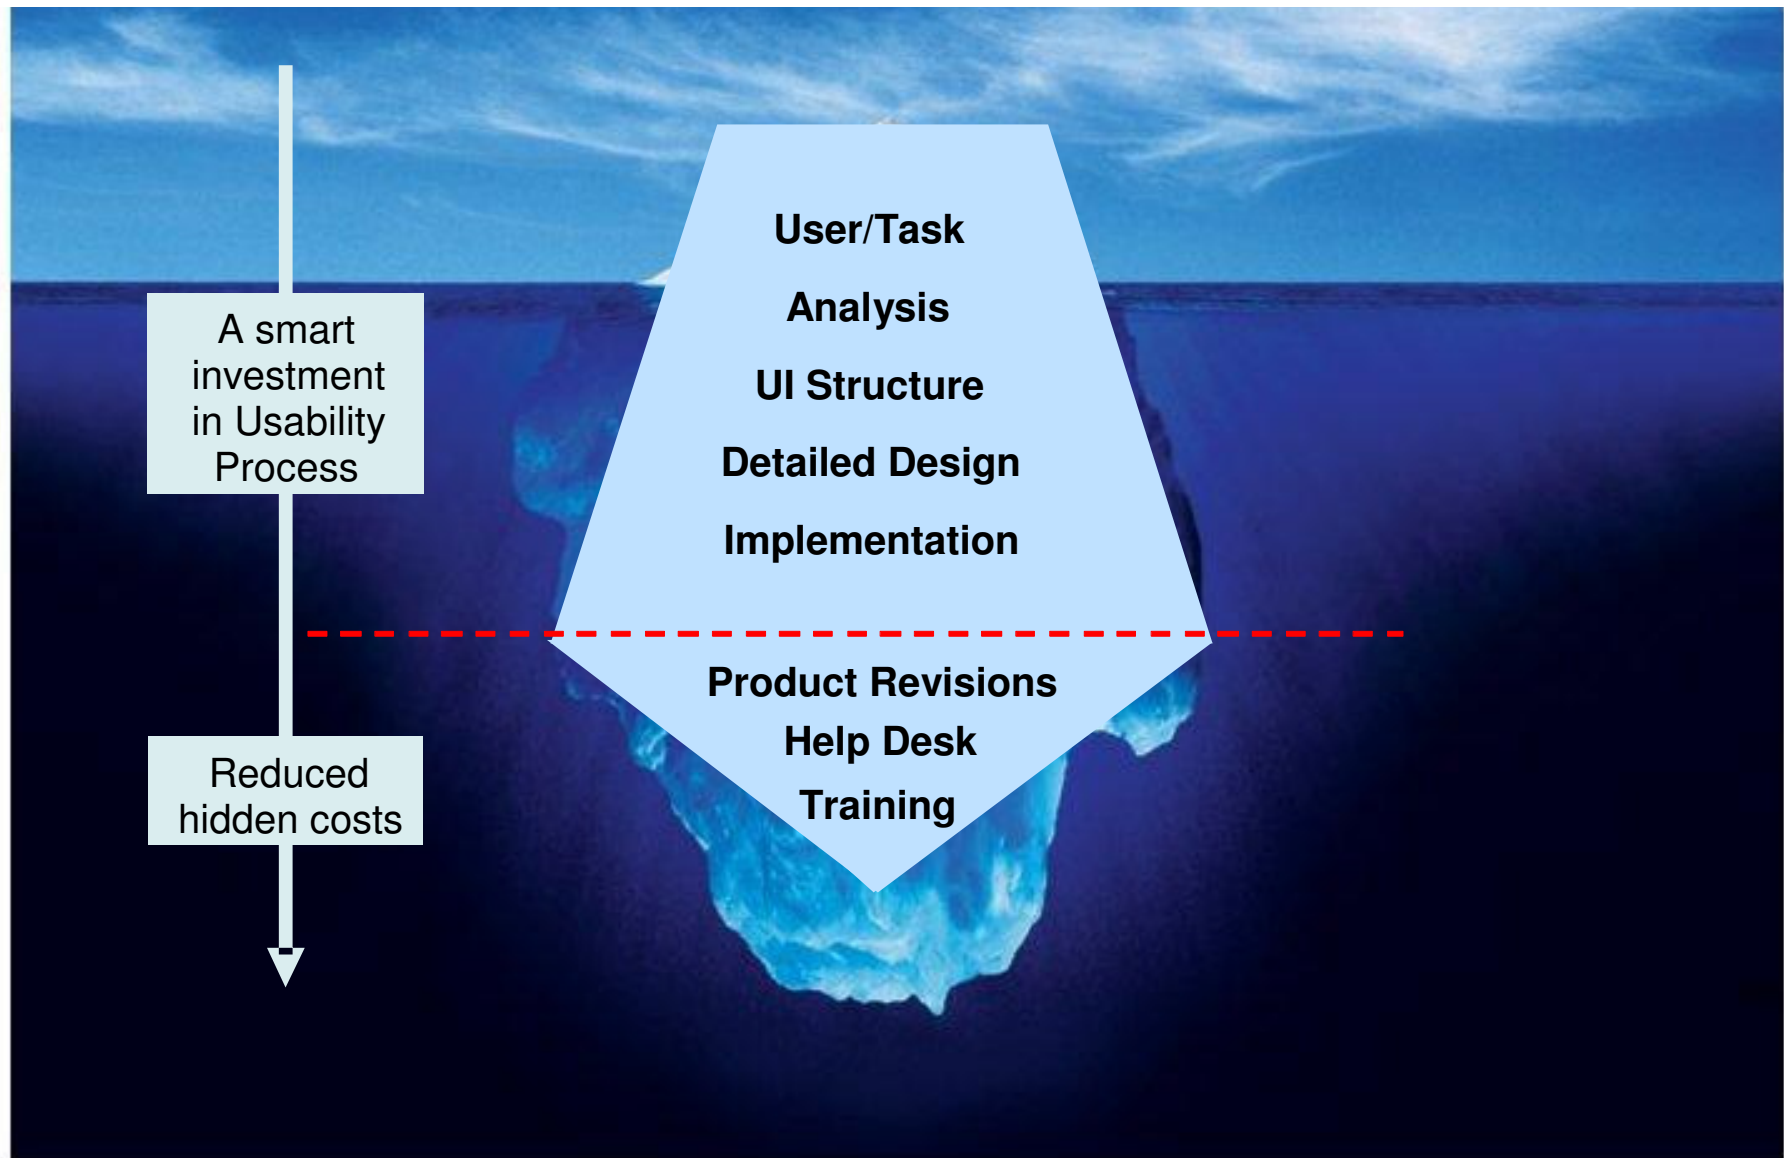 A smart
investment
in Usability
Process
Reduced
hidden costs
User/Task
Analysis
UI Structure
Detailed Design
Implementation
Product Revisions
Help Desk
Training